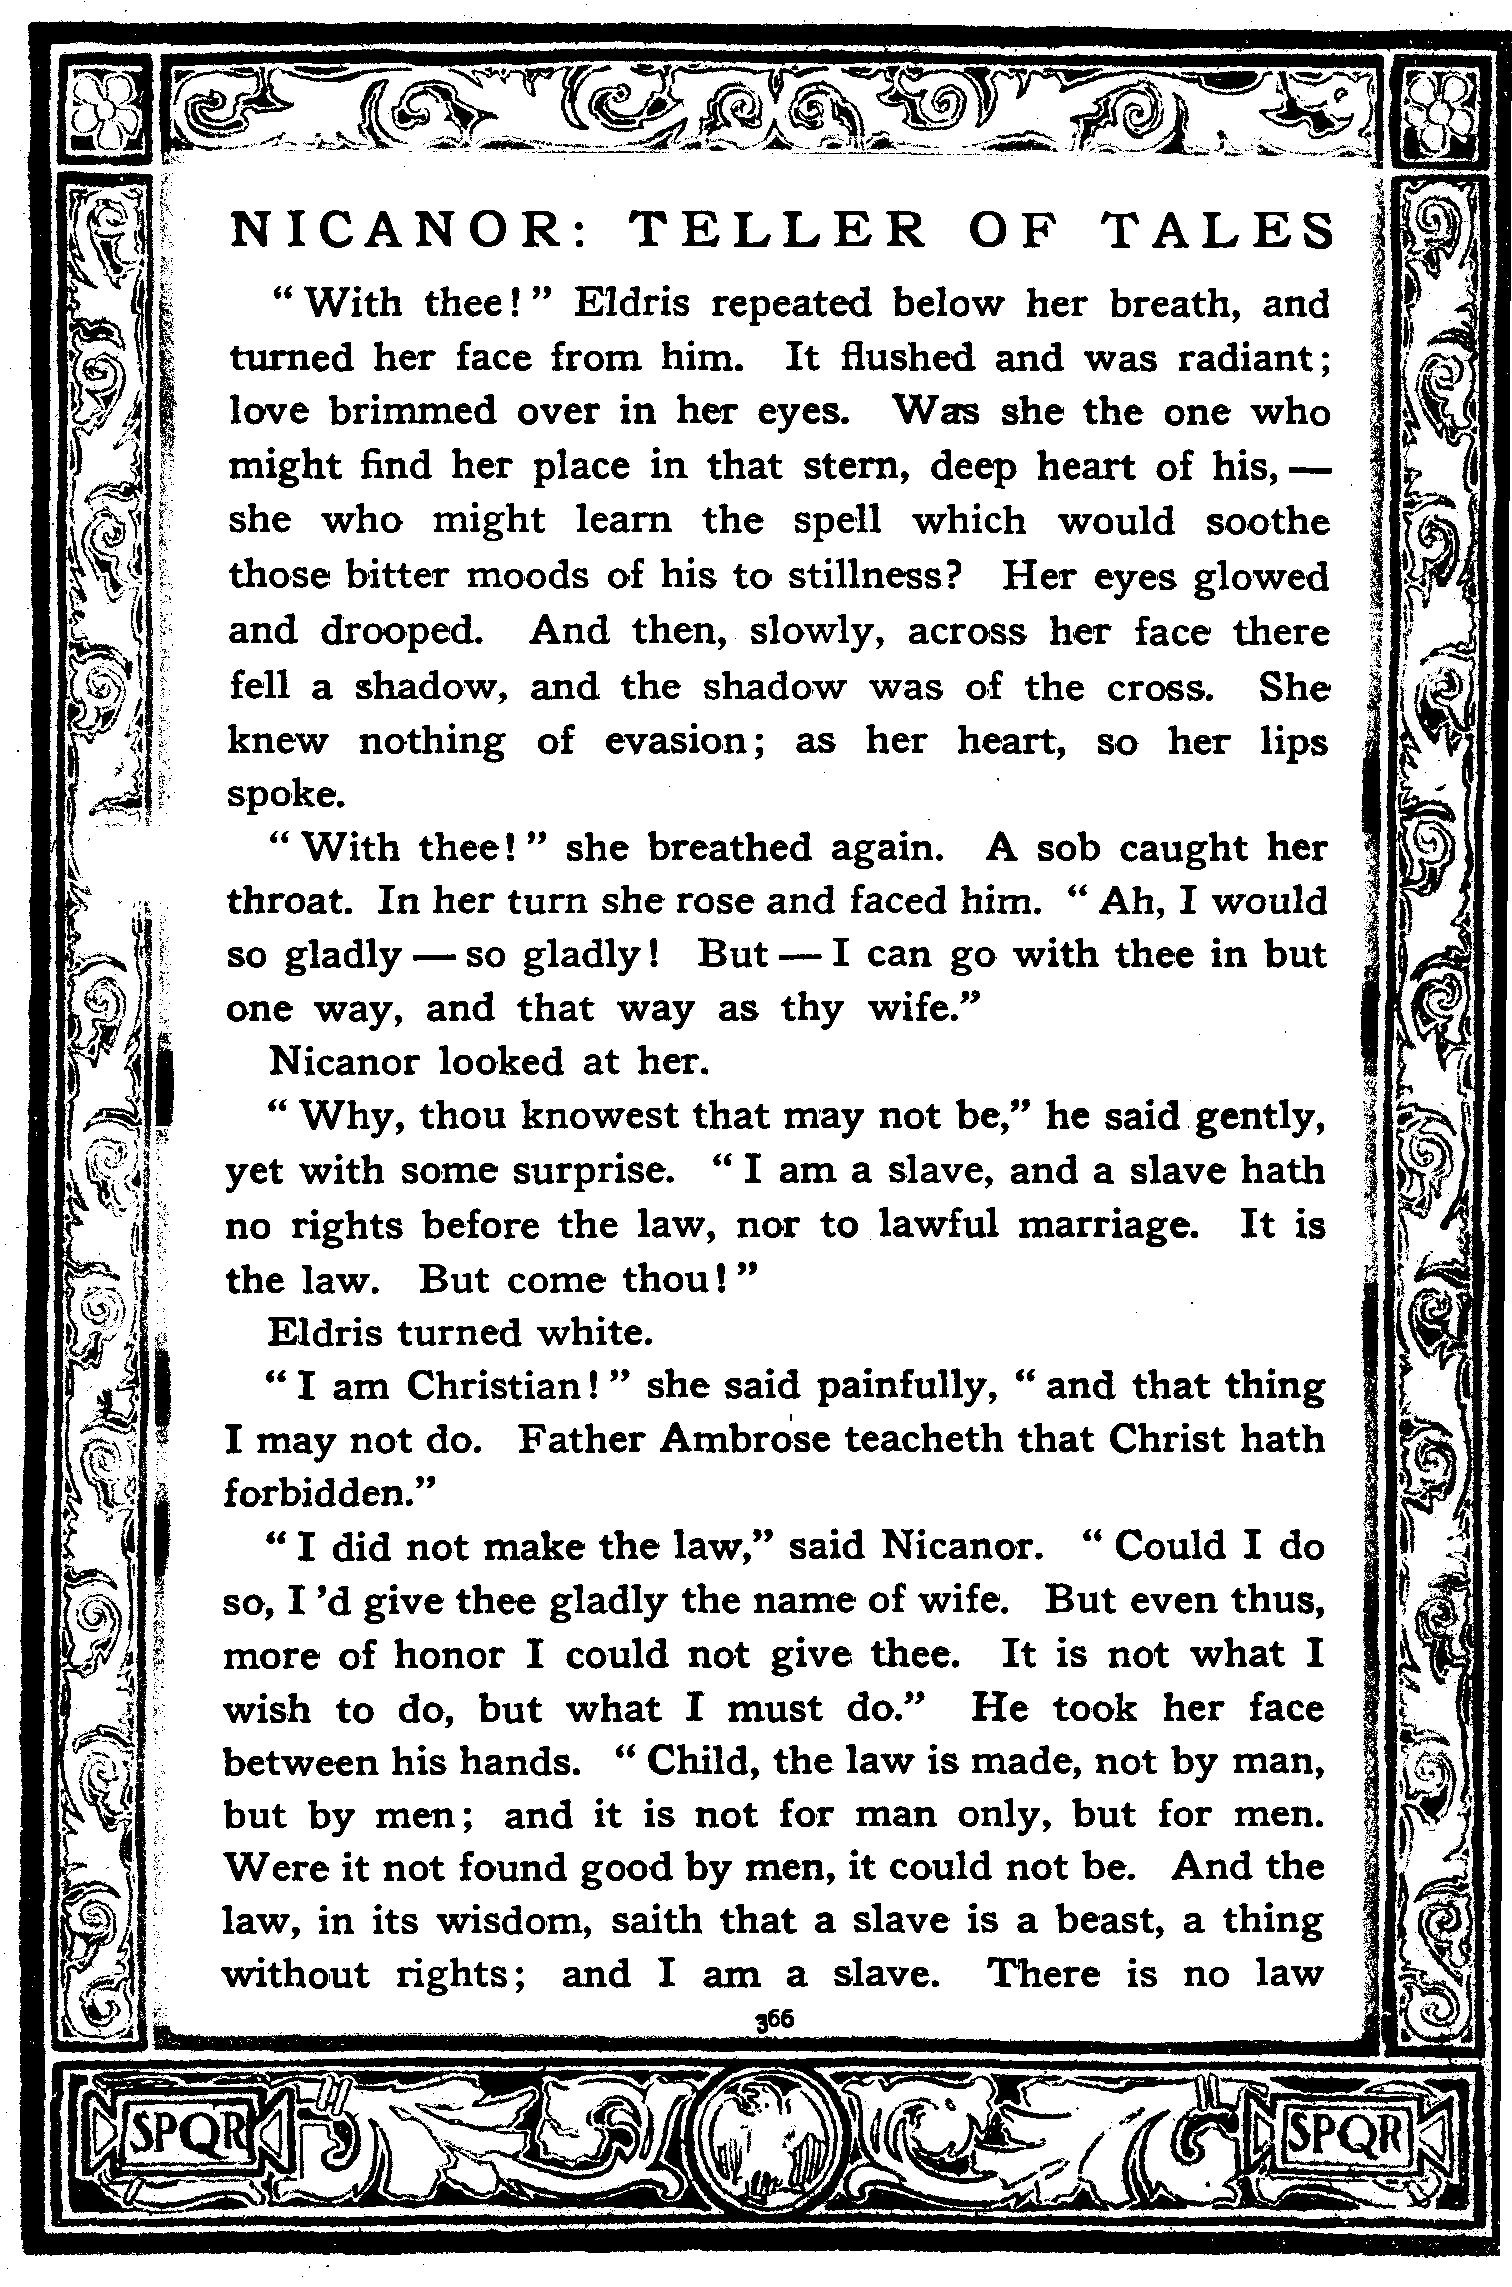 NICANOR: TELLER OF TALES
“ With thee! ” Eldris repeated below her breath, and
turned her face from him. It flushed and was radiant;
love brimmed over in her eyes. Was she the one who
might find her place in that stern, deep heart of his, —
she who might learn the spell which would soothe
those bitter moods of his to stillness? Her eyes glowed
and drooped. And then, slowly, across her face there
fell a shadow, and the shadow was of the cross. She
knew nothing of evasion; as her heart, so her lips
spoke.
“ With thee! ” she breathed again. A sob caught her
throat. In her turn she rose and faced him. “ Ah, I would
so gladly — so gladly! But — I can go with thee in but
one way, and that way as thy wife.”
Nicanor looked at her.
“ Why, thou knowest that may not be,” he said gently,
yet with some surprise. “ I am a slave, and a slave hath
no rights before the law, nor to lawful marriage. It is
the law. But come thou! ”
Eldris turned white.
“ I am Christian! ” she said painfully, “ and that thing
I may not do. Father Ambrose teacheth that Christ hath
forbidden.”
“ I did not make the law,” said Nicanor. “ Could I do
so, I ’d give thee gladly the name of wife. But even thus,
more of honor I could not give thee. It is not what I
wish to do, but what I must do.” He took her face
between his hands. “ Child, the law is made, not by man,
but by men; and it is not for man only, but for men.
Were it not found good by men, it could not be. And the
law, in its wisdom, saith that a slave is a beast, a thing
without rights; and I am a slave. There is no law
366
SPQR SPQR